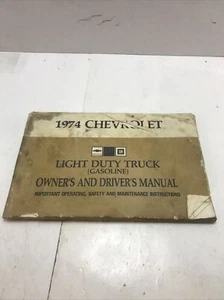 1974 CHEVROLET
LIGHT DUTY TRUCK
(GASOLINE)
OWNER'S AND DRIVER'S MANUAL
IMPORTANT OPERATING, SAFETY AND MAINTENANCE INSTRUCTIONS